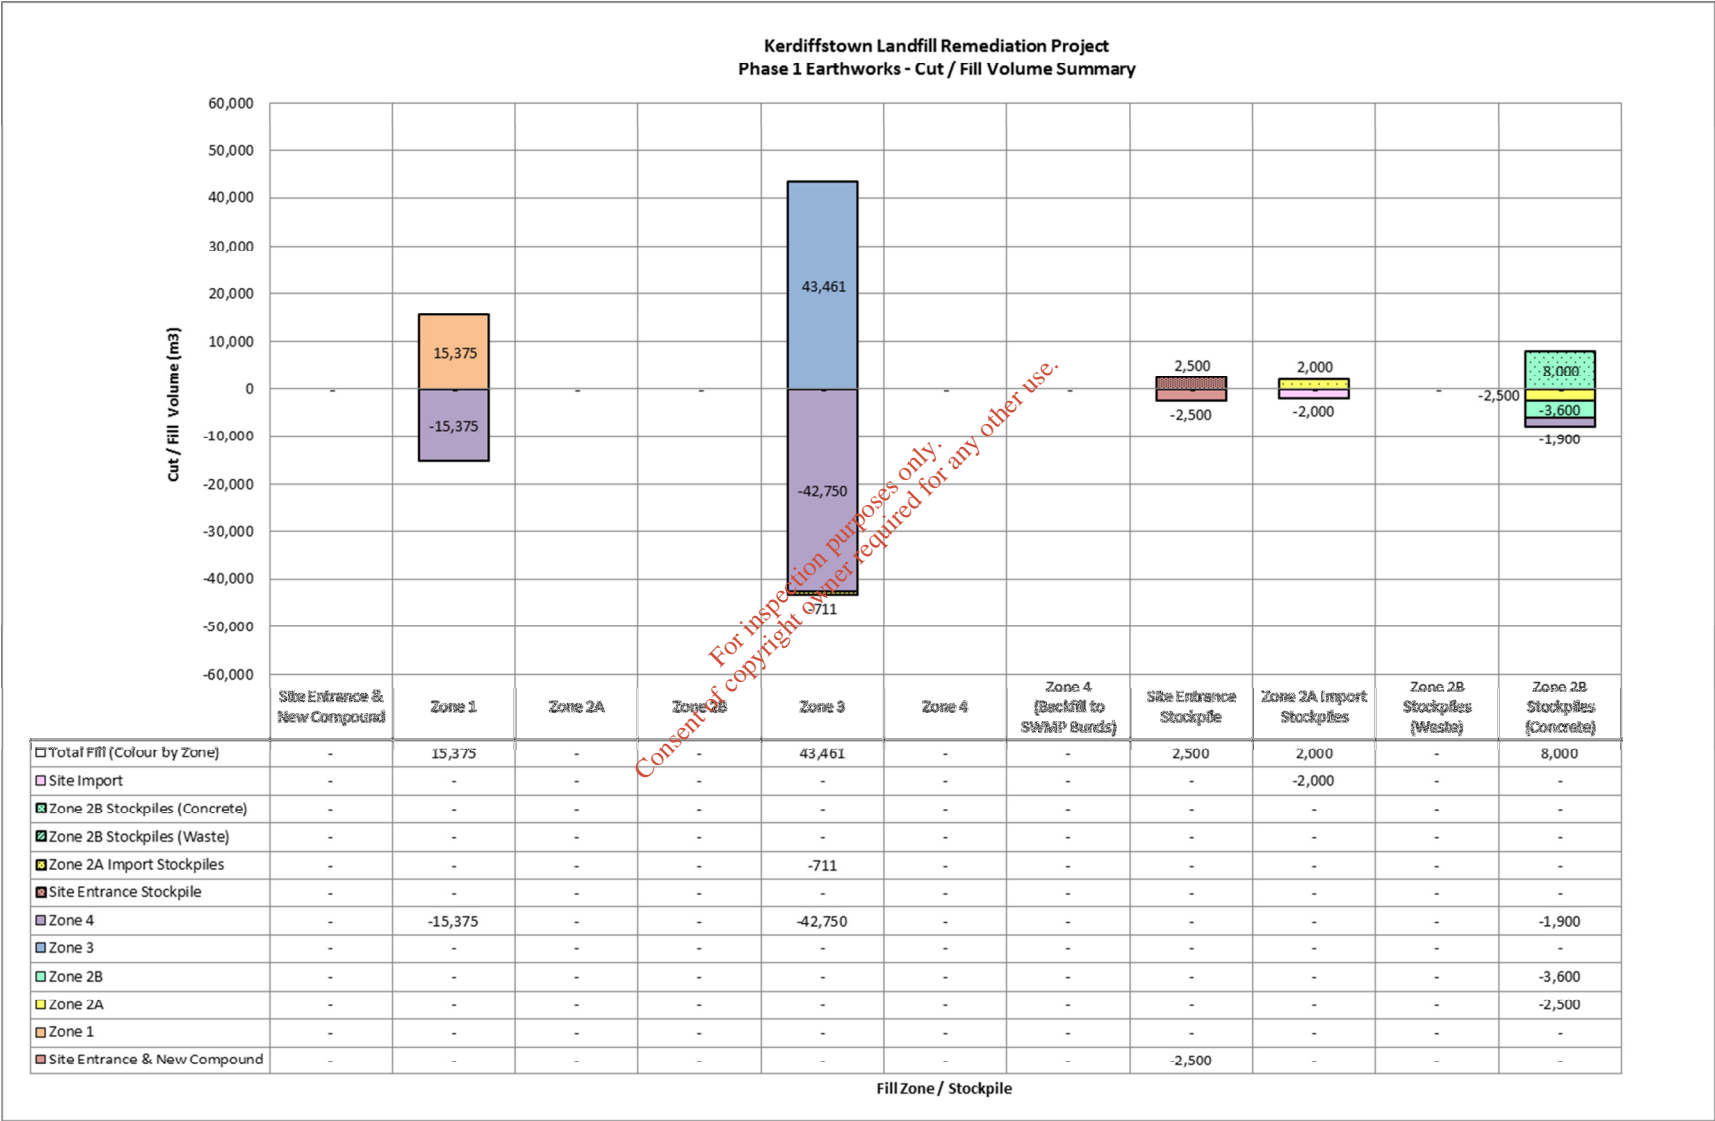 Kerdiffstown Landfill Remediation Project
Phase 1 Earthworks - Cut / Fill Volume Summary
Cut / Fill Volume (m3)
60,000
50,000
40,000
30,000
20,000
10,000
0
-10,000
-20,000
-30,000
-40,000
-50,000
-60,000
- 15,375 - -15,375
- -
43,461 - -42,750 -711
- -
2,500 - -2,500
2,000 - -2,000
-
8,000 -2,500 -3,600 -1,900
For inspection purposes only.
Consent of copyright owner required for any other use.
Site Entrance &
New Compound
Zone 1
Zone 2A
Zone 2B
Zone 3
Zone 4
Zone 4
(Backfill to
SWMP Bunds)
Site Entrance
Stockpile
Zone 2A Import
Stockpiles
Zone 2B
Stockpiles
(Waste)
Zone 2B
Stockpiles
(Concrete)
Total Fill (Colour by Zone) - 15,375 - - 43,461 - - 2,500 2,000 - 8,000
Site Import - - - - - - - - -2,000 - -
Zone 2B Stockpiles (Concrete) - - - - - - - - - - -
Zone 2B Stockpiles (Waste) - - - - - - - - - - -
Zone 2A Import Stockpiles - - - - -711 - - - - - -
Site Entrance Stockpile - - - - - - - - - - -
Zone 4 - -15,375 - - -42,750 - - - - - -1,900
Zone 3 - - - - - - - - - - -
Zone 2B - - - - - - - - - - -3,600
Zone 2A - - - - - - - - - - -2,500
Zone 1 - - - - - - - - - - -
Site Entrance & New Compound - - - - - - - -2,500 - - -
Fill Zone / Stockpile